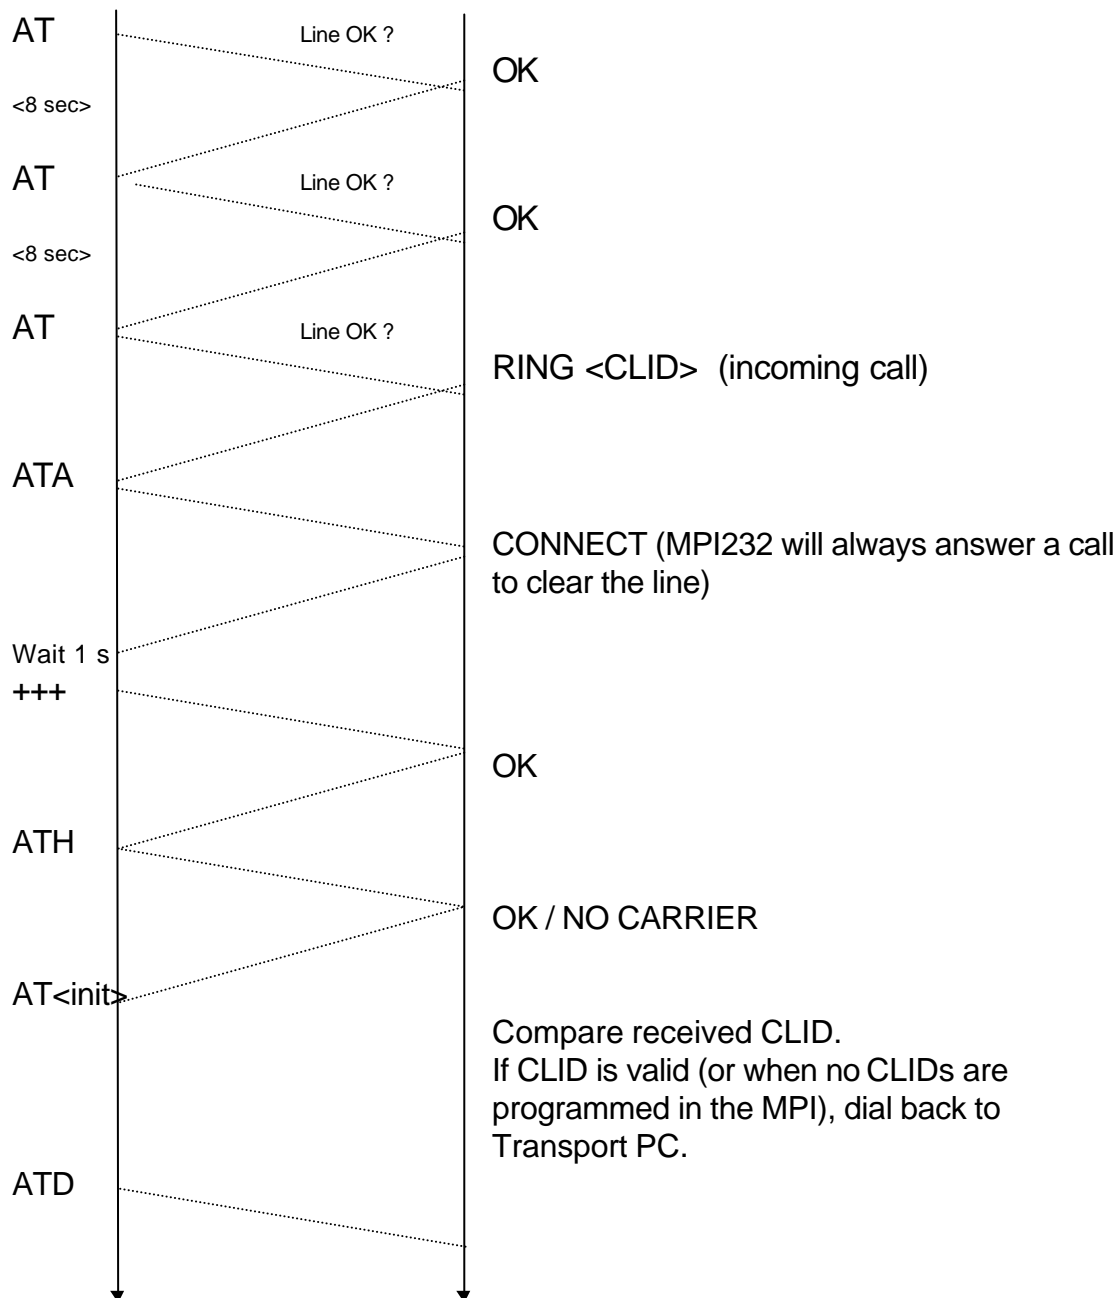 AT
Line OK ?
OK
<8 sec>
AT
Line OK ?
OK
<8 sec>
AT
Line OK ?
RING <CLID> (incoming call)
ATA
CONNECT (MPI232 will always answer a call
to clear the line)
Wait 1 s
+++
OK
ATH
OK / NO CARRIER
AT<init>
Compare received CLID.
If CLID is valid (or when no CLIDs are
programmed in the MPI), dial back to
Transport PC.
ATD